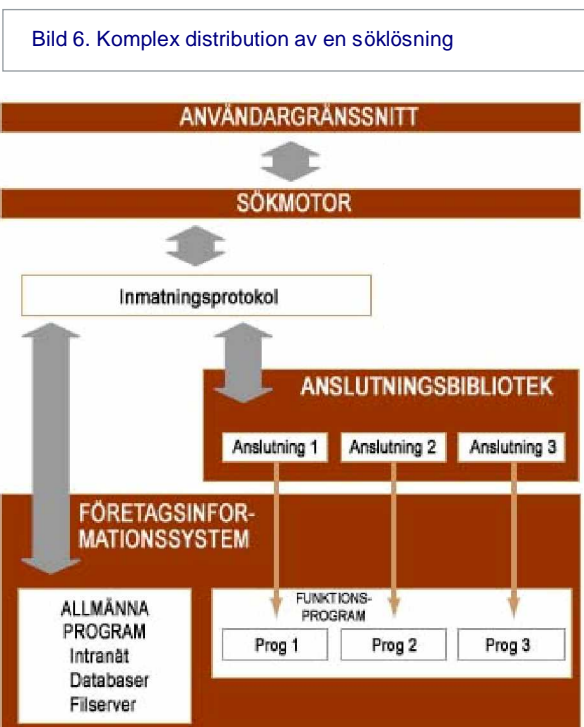 Bild 6. Komplex distribution av en söklösning
ANVÄNDARGRÄNSSNITT
SÖKMOTOR
Inmatningsprotokol
ANSLUTNINGSBIBLIOTEK
Anslutning 1
Anslutning 2
Anslutning 3
FÖRETAGSINFOR-
MATIONSSYSTEM
ALLMÄNNA
PROGRAM
Intranät
Databaser
Filserver
FUNKTIONS-
PROGRAM
Prog 1
Prog 2
Prog 3